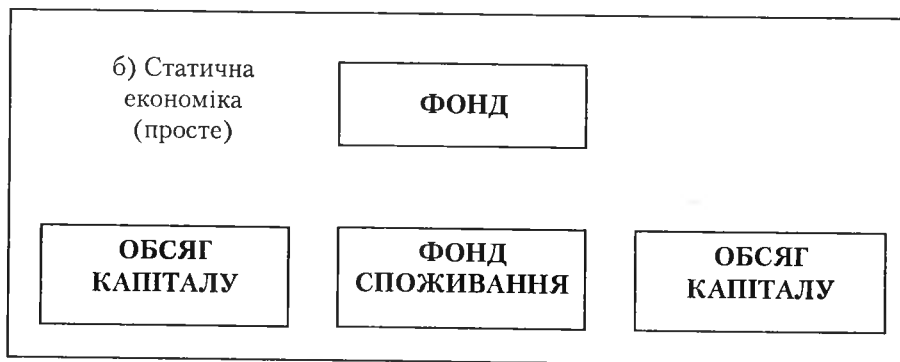 б) Статична
економіка
(просте)
ФОНД
ОБСЯГ
КАПІТАЛУ
ФОНД
СПОЖИВАННЯ
ОБСЯГ
КАПІТАЛУ